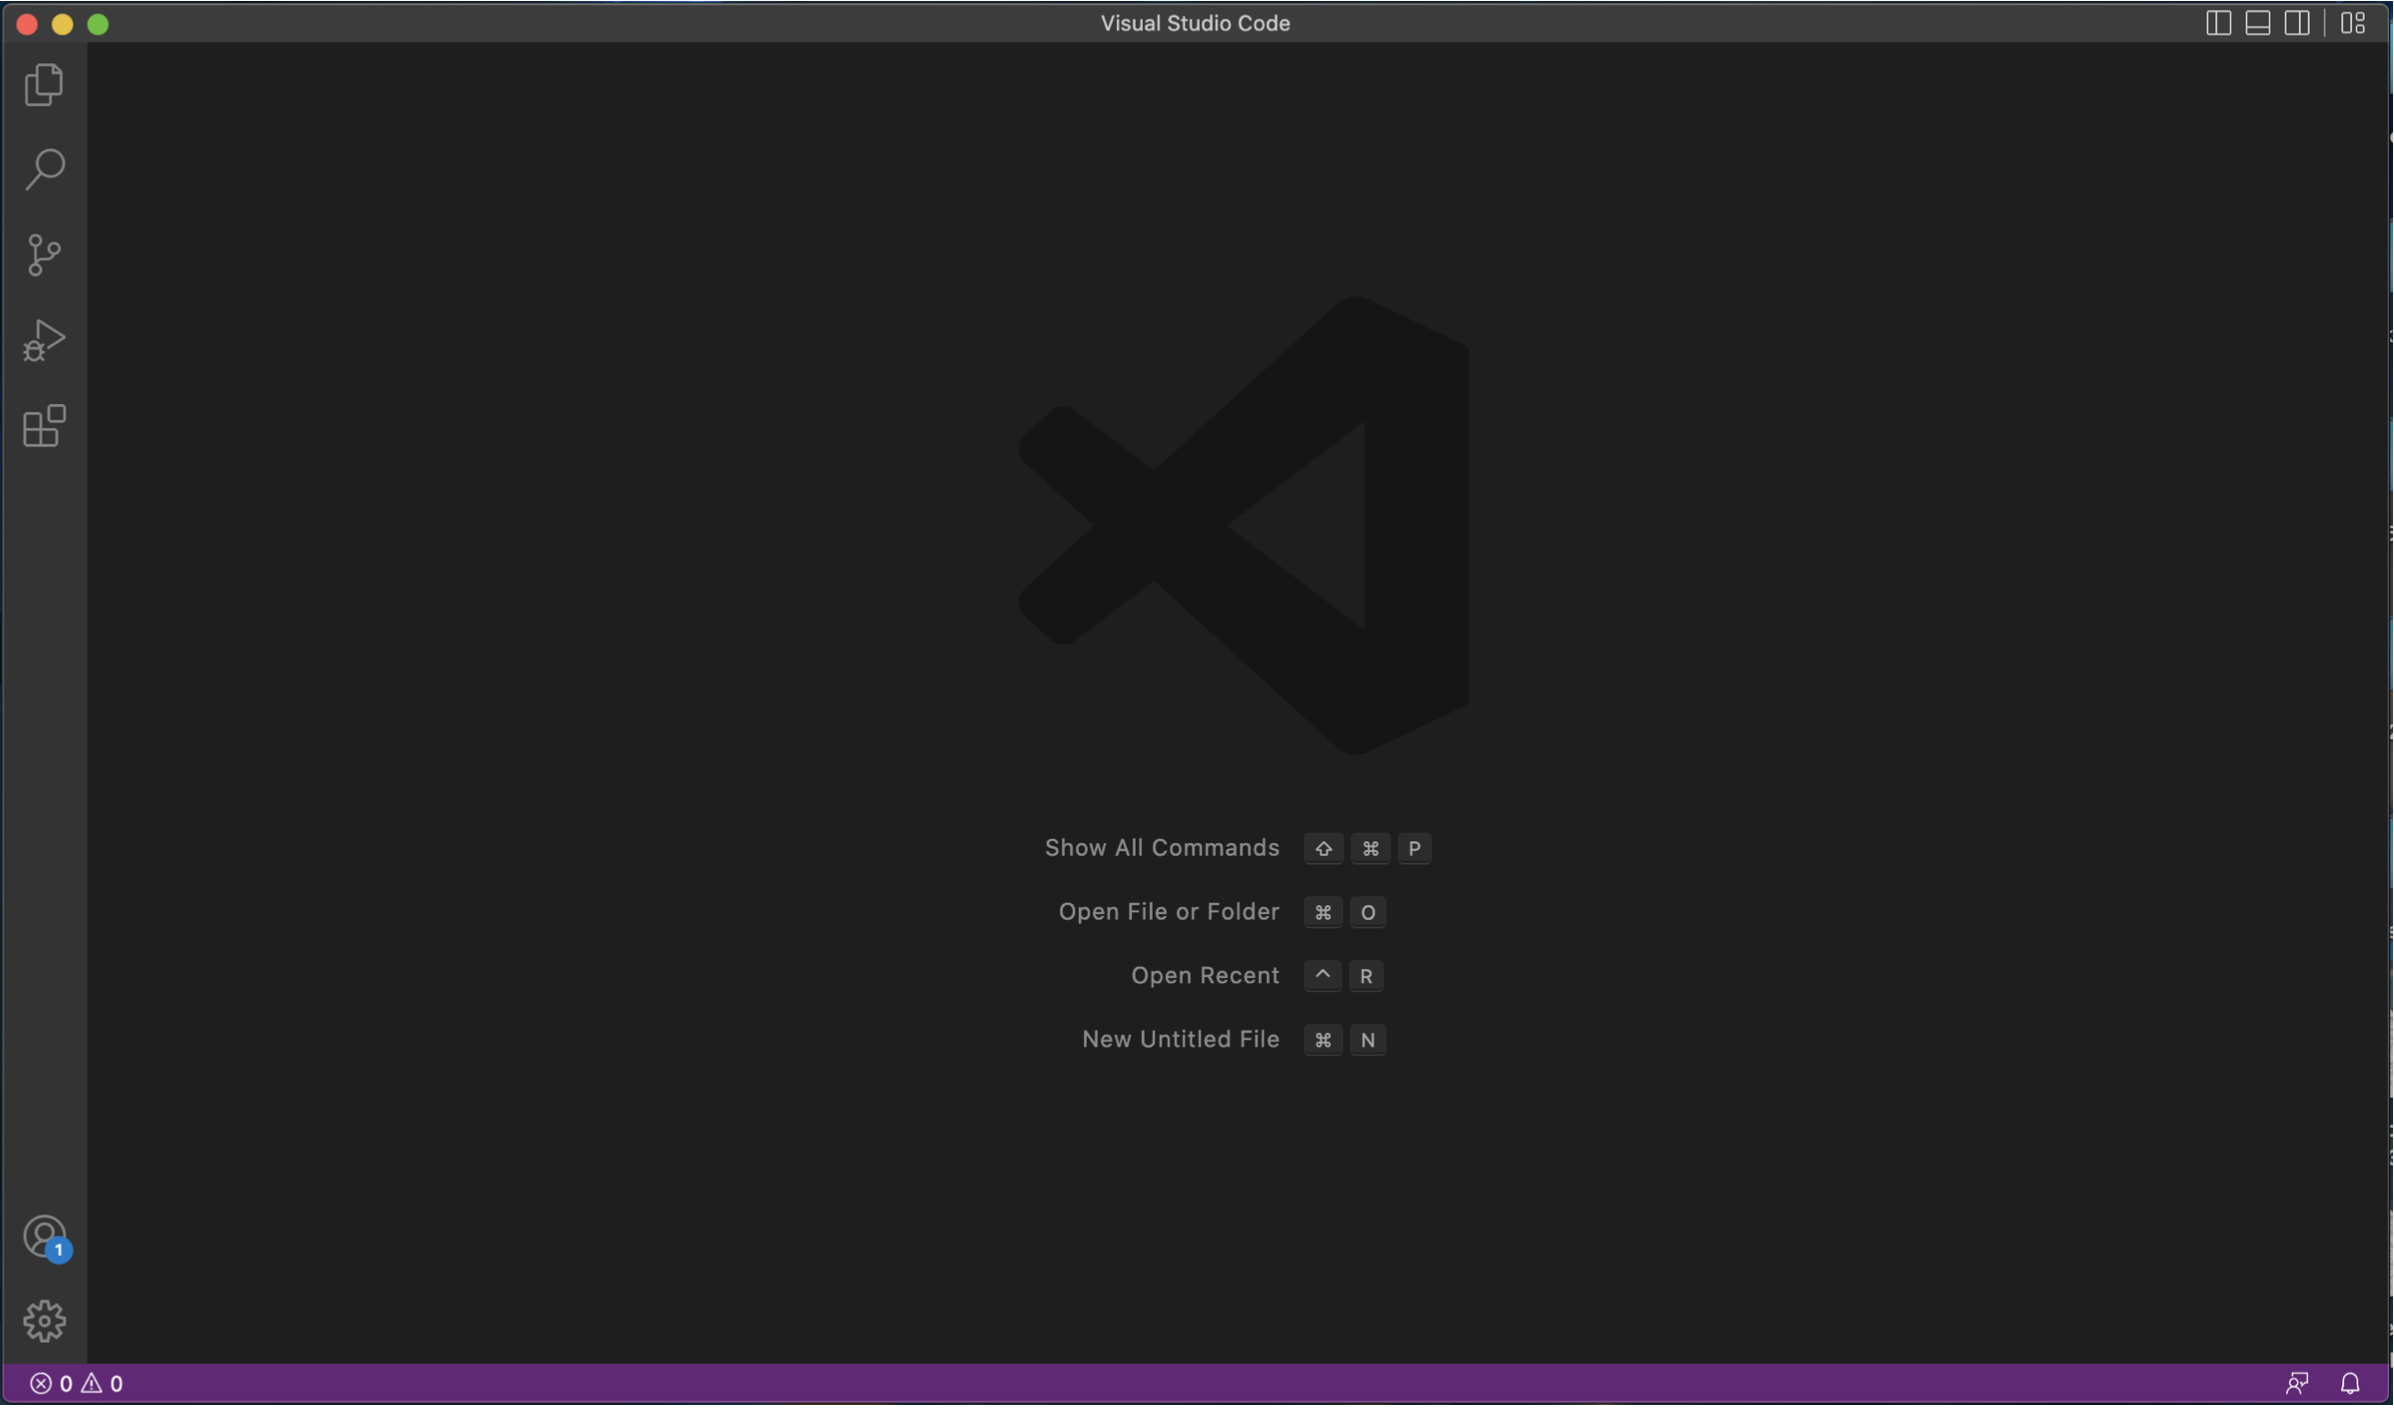 Visual Studio Code
Show All Commands ⇧ ⌘ P
Open File or Folder ⌘ O
Open Recent ^ R
New Untitled File ⌘ N
1
0 0